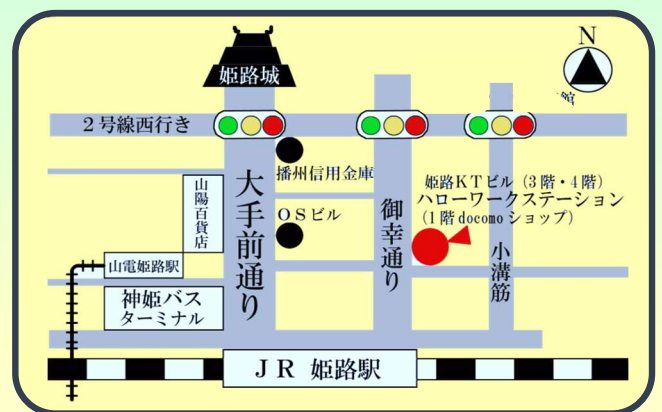 N
姫路城
２号線西行き
播州信用金庫
姫路ＫＴビル（３階・４階）
ハローワークステーション
（１階docomoショップ）
山陽百貨店
大手前通り
ＯＳビル
御幸通り
小溝筋
山電姫路駅
神姫バス
ターミナル
ＪＲ 姫路駅